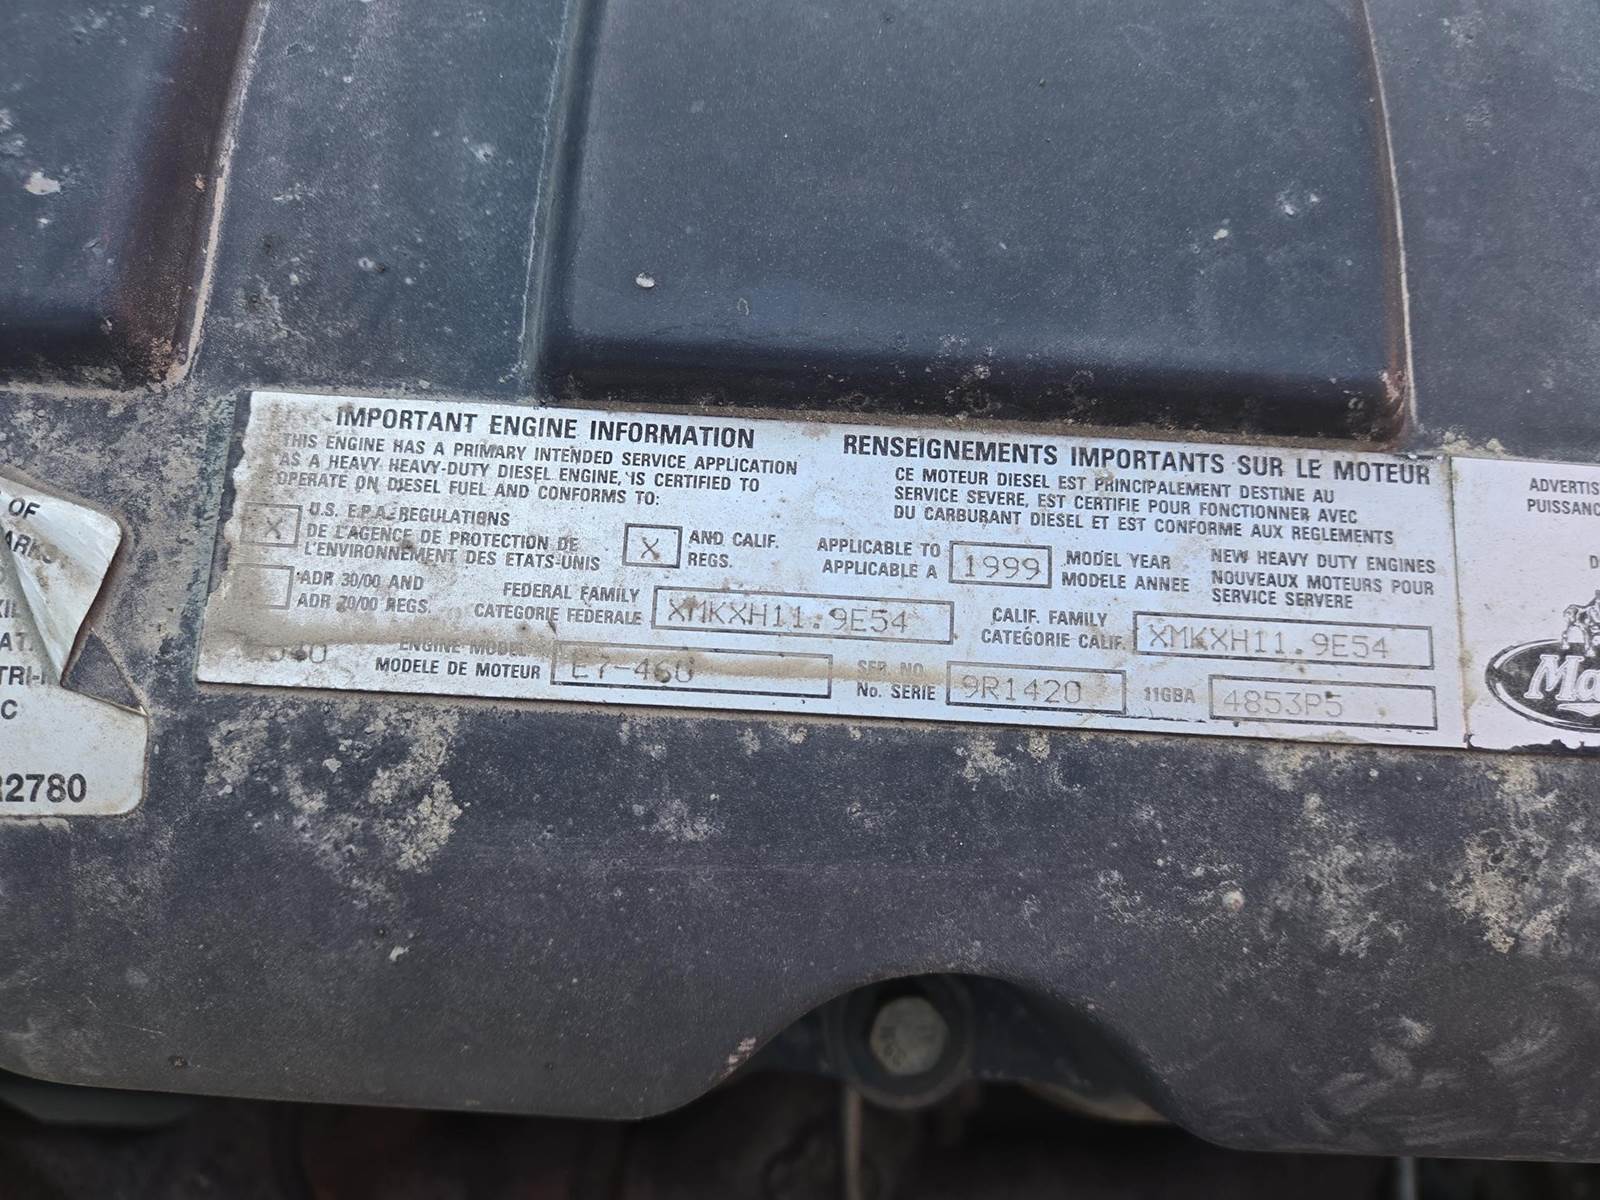 IMPORTANT ENGINE INFORMATION
THIS ENGINE HAS A PRIMARY INTENDED SERVICE APPLICATION
AS A HEAVY HEAVY-DUTY DIESEL ENGINE, IS CERTIFIED TO
OPERATE ON DIESEL FUEL AND CONFORMS TO:
X U.S. E.P.A. REGULATIONS
DE L'AGENCE DE PROTECTION DE
L'ENVIRONNEMENT DES ETATS-UNIS
X AND CALIF.
REGS.
ADR 30/00 AND
ADR 70/00 REGS.
RENSEIGNEMENTS IMPORTANTS SUR LE MOTEUR
CE MOTEUR DIESEL EST PRINCIPALEMENT DESTINE AU
SERVICE SEVERE, EST CERTIFIE POUR FONCTIONNER AVEC
DU CARBURANT DIESEL ET EST CONFORME AUX REGLEMENTS
APPLICABLE TO
APPLICABLE A
1999
MODEL YEAR
MODELE ANNEE
NEW HEAVY DUTY ENGINES
NOUVEAUX MOTEURS POUR
SERVICE SERVERE
FEDERAL FAMILY
CATEGORIE FEDERALE
XMKXH11.9E54
CALIF. FAMILY
CATEGORIE CALIF.
XMKXH11.9E54
ENGINE MODEL
MODELE DE MOTEUR
E7-460
SER. NO.
No. SERIE
9R1420
11GBA
4853P5
OF
TRI-
C
2780
ADVERTIS
PUISSANC
D
Ma